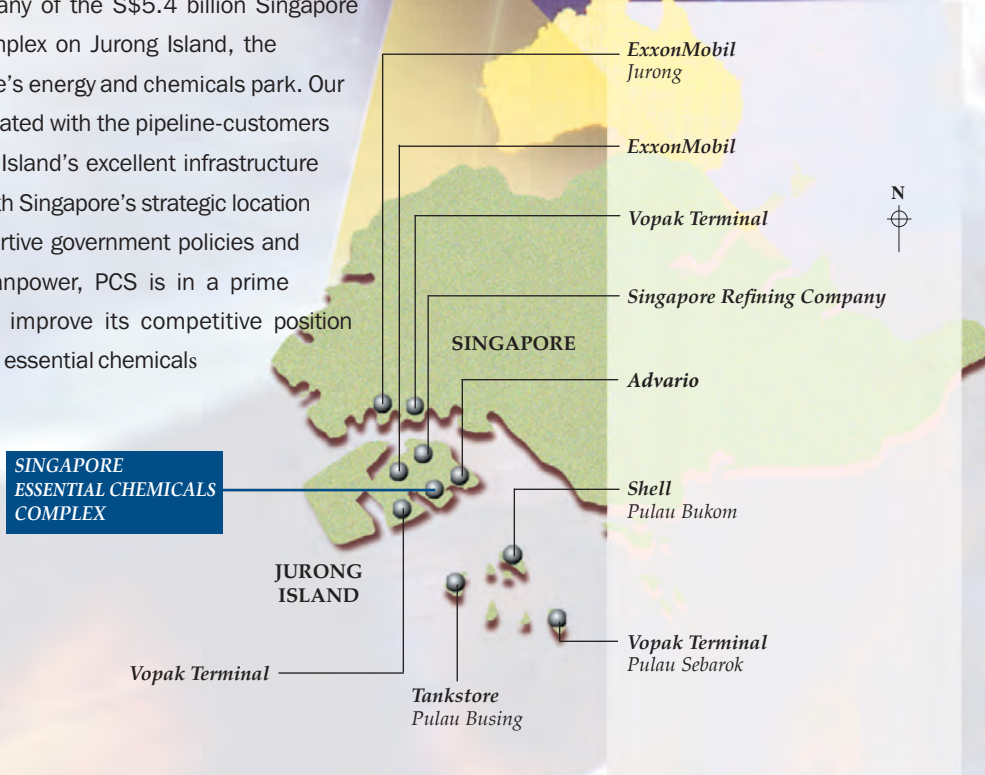 any of the S$5.4 billion Singapore
mplex on Jurong Island, the
e's energy and chemicals park. Our
ated with the pipeline-customers
Island's excellent infrastructure
th Singapore's strategic location
rtive government policies and
anpower, PCS is in a prime
improve its competitive position
essential chemicals
ExxonMobil
Jurong
ExxonMobil
Vopak Terminal
N
Singapore Refining Company
SINGAPORE
Advario
SINGAPORE
ESSENTIAL CHEMICALS
COMPLEX
Shell
Pulau Bukom
JURONG
ISLAND
Vopak Terminal
Pulau Sebarok
Vopak Terminal
Tankstore
Pulau Busing